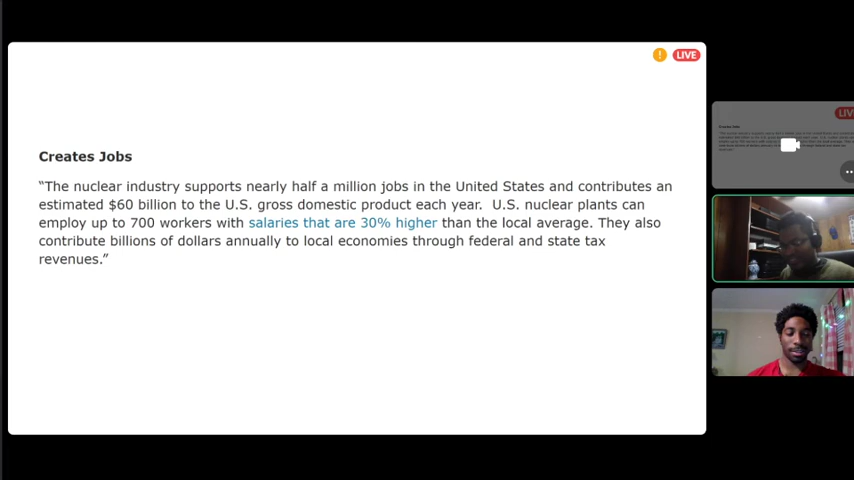 LIVE
Creates Jobs
“The nuclear industry supports nearly half a million jobs in the United States and contributes an
estimated $60 billion to the U.S. gross domestic product each year. U.S. nuclear plants can
employ up to 700 workers with salaries that are 30% higher than the local average. They also
contribute billions of dollars annually to local economies through federal and state tax
revenues.”